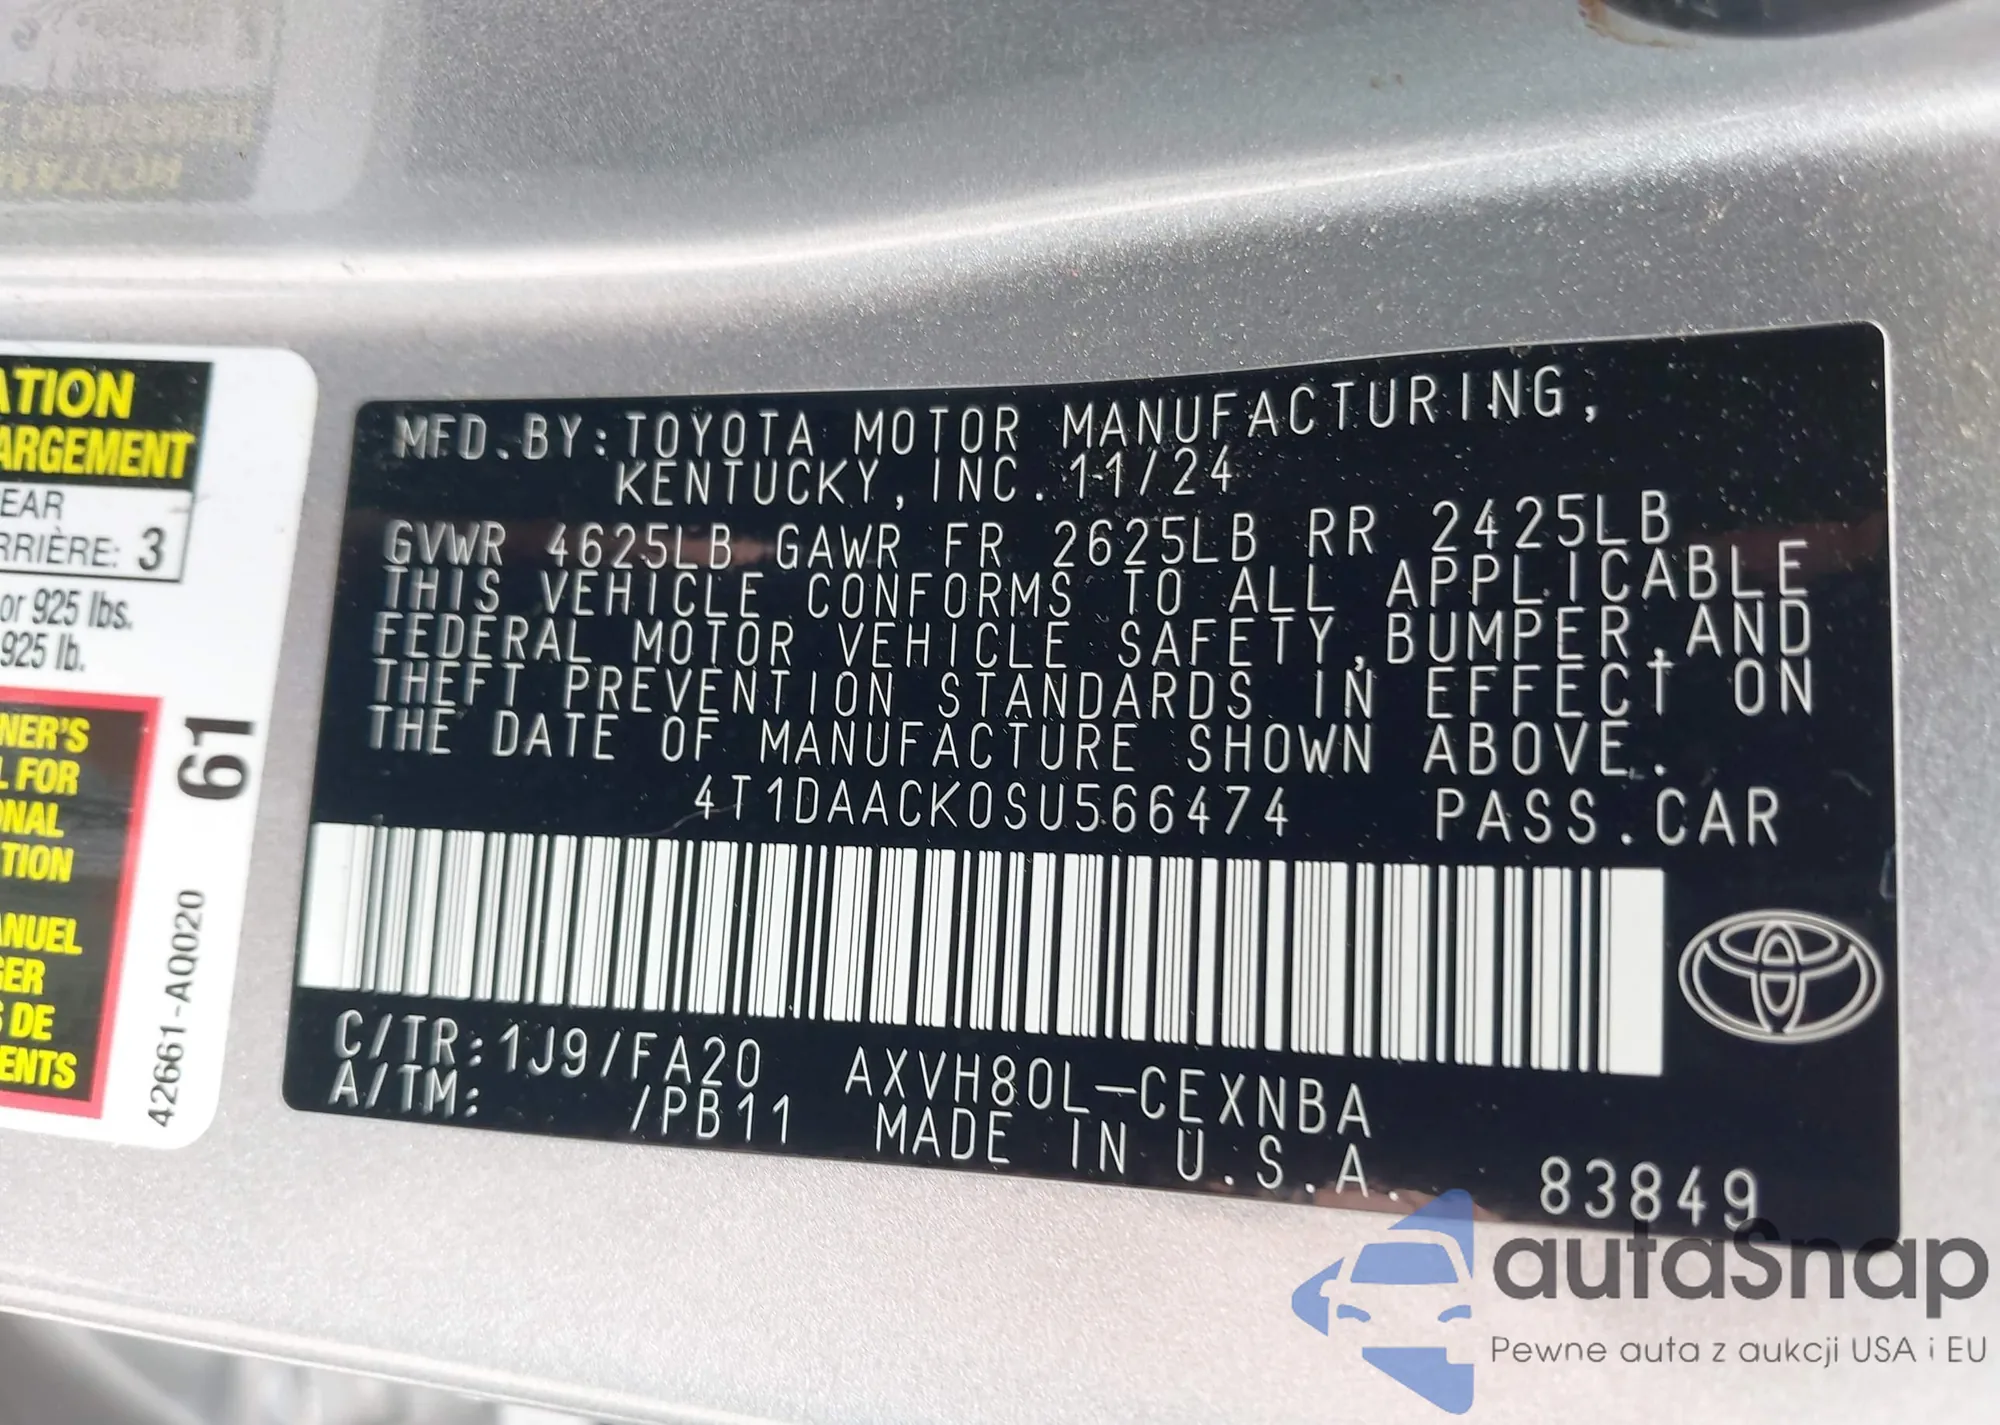 ATION
ARGEMENT
EAR
RRIÈRE: 3
or 925 lbs.
925 lb.
NER'S
L FOR
ONAL
TION
ANUEL
GER
S DE
ENTS
61
42661-AQ020
MFD.BY:TOYOTA MOTOR MANUFACTURING,
KENTUCKY, INC. 11/24
GVWR 4625LB GAWR FR 2625LB RR 2425LB
THIS VEHICLE CONFORMS TO ALL APPLICABLE
FEDERAL MOTOR VEHICLE SAFETY,BUMPER,AND
THEFT PREVENTION STANDARDS IN EFFECT ON
THE DATE OF MANUFACTURE SHOWN ABOVE.
4T1DAACK0SU566474 PASS.CAR
C/TR:1J9/FA20 AXVH80L-CEXNBA
A/TM: /PB11 MADE IN U.S.A.
83849
autaSnap
Pewne auta z aukcji USA i EU